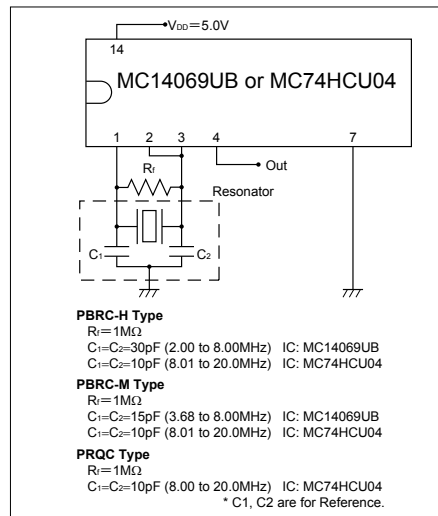 VDD=5.0V
14
MC14069UB or MC74HCU04
1 2 3 4 7
Out
Rf
Resonator
C1 C2
PBRC-H Type
Rf=1MΩ
C1=C2=30pF (2.00 to 8.00MHz) IC: MC14069UB
C1=C2=10pF (8.01 to 20.0MHz) IC: MC74HCU04
PBRC-M Type
Rf=1MΩ
C1=C2=15pF (3.68 to 8.00MHz) IC: MC14069UB
C1=C2=10pF (8.01 to 20.0MHz) IC: MC74HCU04
PRQC Type
Rf=1MΩ
C1=C2=10pF (8.00 to 20.0MHz) IC: MC74HCU04
* C1, C2 are for Reference.